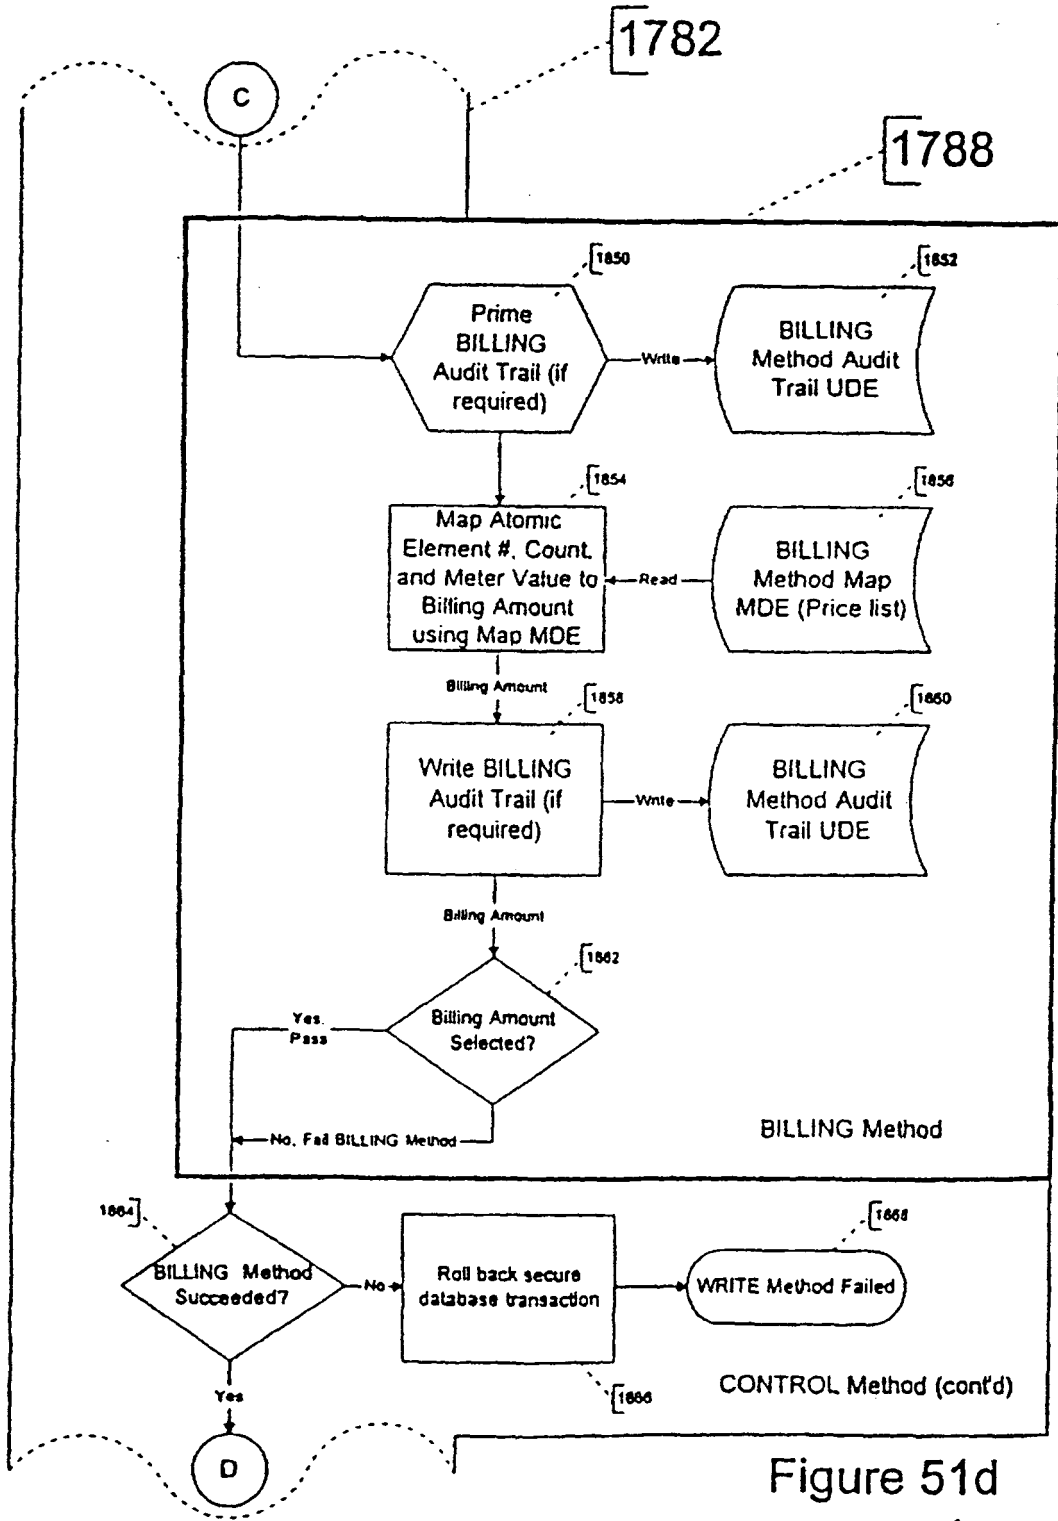 1782
C
1788
1850
1852
Prime
BILLING
Audit Trail (if
required)
Write
BILLING
Method Audit
Trail UDE
1854
1856
Map Atomic
Element #, Count
and Meter Value to
Billing Amount
using Map MDE
Read
BILLING
Method Map
MDE (Price list)
Billing Amount
1858
1860
Write BILLING
Audit Trail (if
required)
Write
BILLING
Method Audit
Trail UDE
Billing Amount
1862
Billing Amount
Selected?
Yes,
Pass
No, Fail BILLING Method
BILLING Method
1864
BILLING Method
Succeeded?
No
Roll back secure
database transaction
1868
WRITE Method Failed
1866
Yes
CONTROL Method (cont'd)
D
Figure 51d